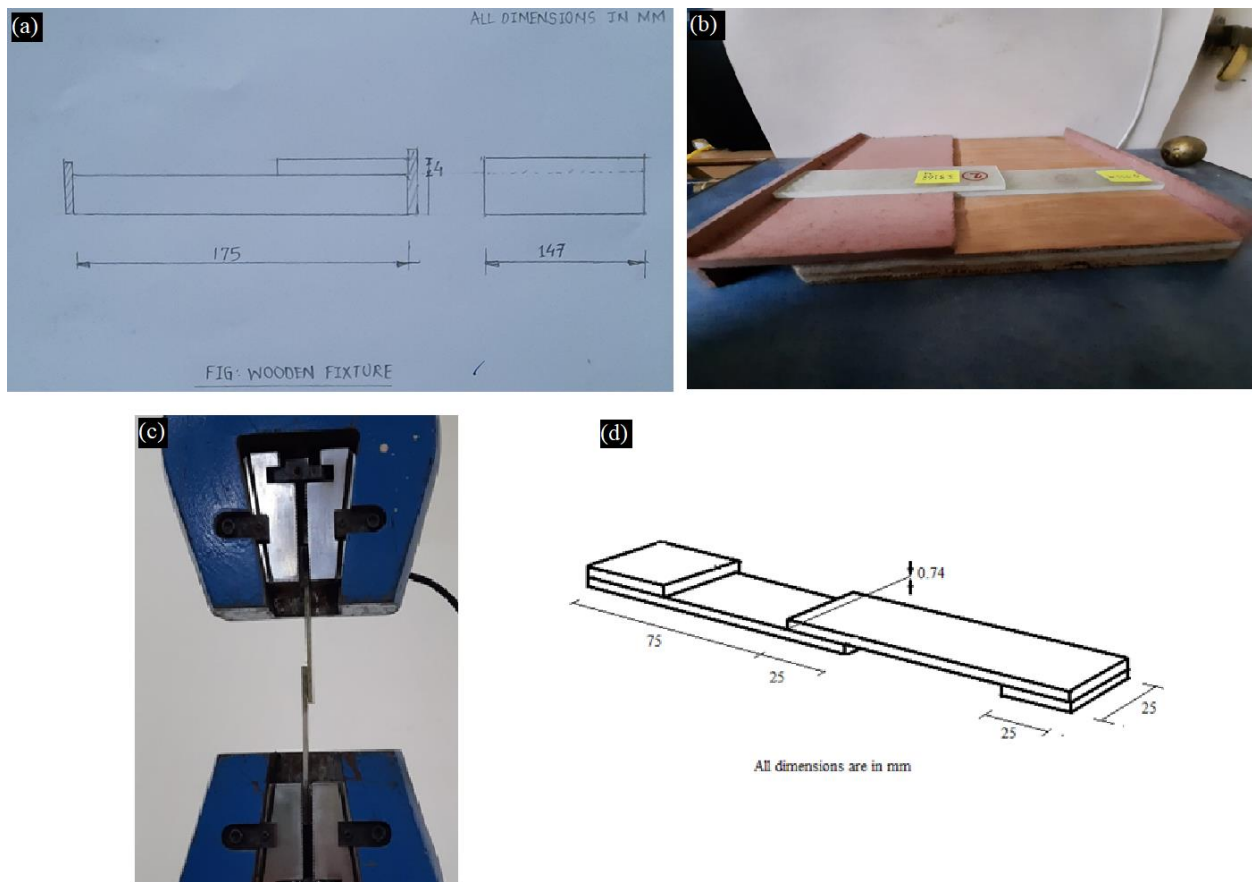 (a)
ALL DIMENSIONS IN MM
4
175
147
FIG: WOODEN FIXTURE
(b)
2
(c)
(d)
0.74
75
25
25
25
All dimensions are in mm